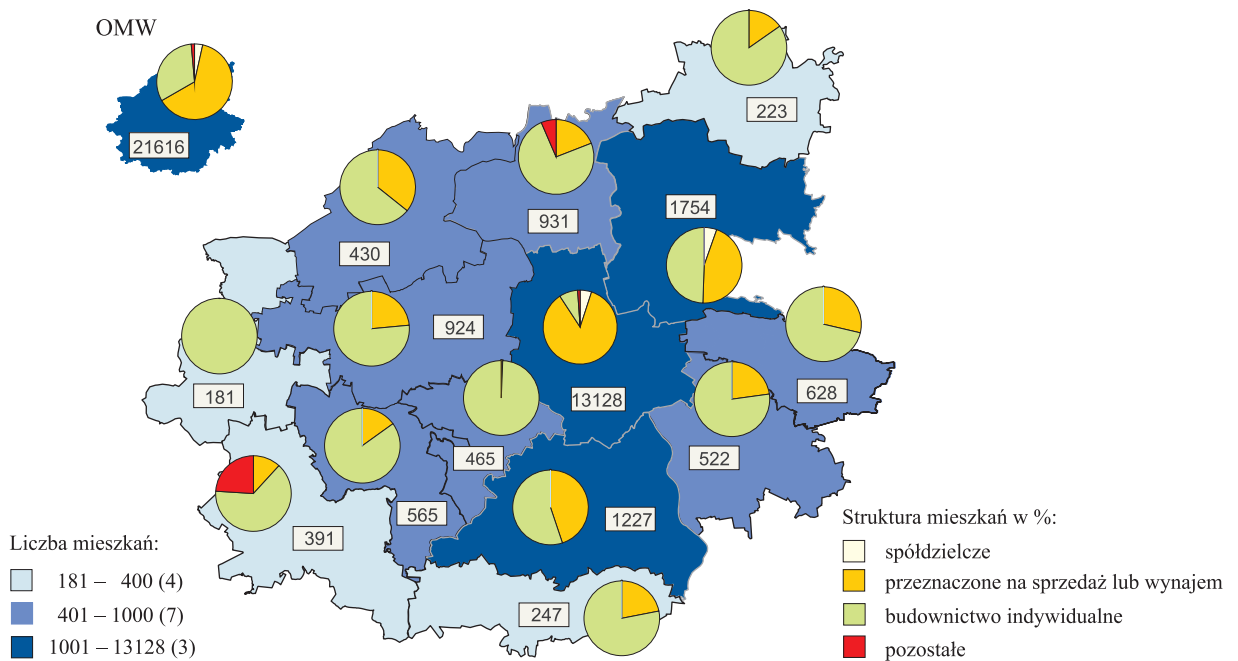 OMW
21616
223
931
1754
430
924
181
13128
628
465
522
565
1227
391
247
Liczba mieszkań:
181 – 400 (4)
401 – 1000 (7)
1001 – 13128 (3)
Struktura mieszkań w %:
spółdzielcze
przeznaczone na sprzedaż lub wynajem
budownictwo indywidualne
pozostałe